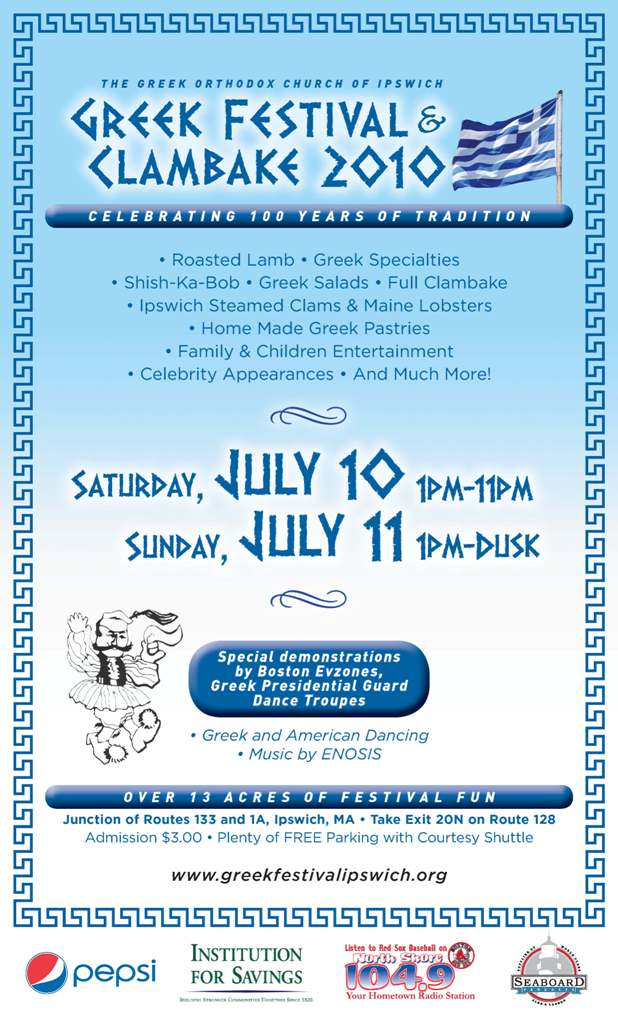 THE GREEK ORTHODOX CHURCH OF IPSWICH
GREEK FESTIVAL &
CLAMBAKE 2010
CELEBRATING 100 YEARS OF TRADITION
• Roasted Lamb • Greek Specialties
• Shish-Ka-Bob • Greek Salads • Full Clambake
• Ipswich Steamed Clams & Maine Lobsters
• Home Made Greek Pastries
• Family & Children Entertainment
• Celebrity Appearances • And Much More!
SATURDAY, JULY 10 1PM-11PM
SUNDAY, JULY 11 1PM-DUSK
Special demonstrations
by Boston Evzones,
Greek Presidential Guard
Dance Troupes
• Greek and American Dancing
• Music by ENOSIS
OVER 13 ACRES OF FESTIVAL FUN
Junction of Routes 133 and 1A, Ipswich, MA • Take Exit 20N on Route 128
Admission $3.00 • Plenty of FREE Parking with Courtesy Shuttle
www.greekfestivalipswich.org
pepsi
INSTITUTION
FOR SAVINGS
BUILDING STRONGER COMMUNITIES TOGETHER SINCE 1820.
Listen to Red Sox Baseball on
North Shore
104.9
Your Hometown Radio Station
SEABOARD